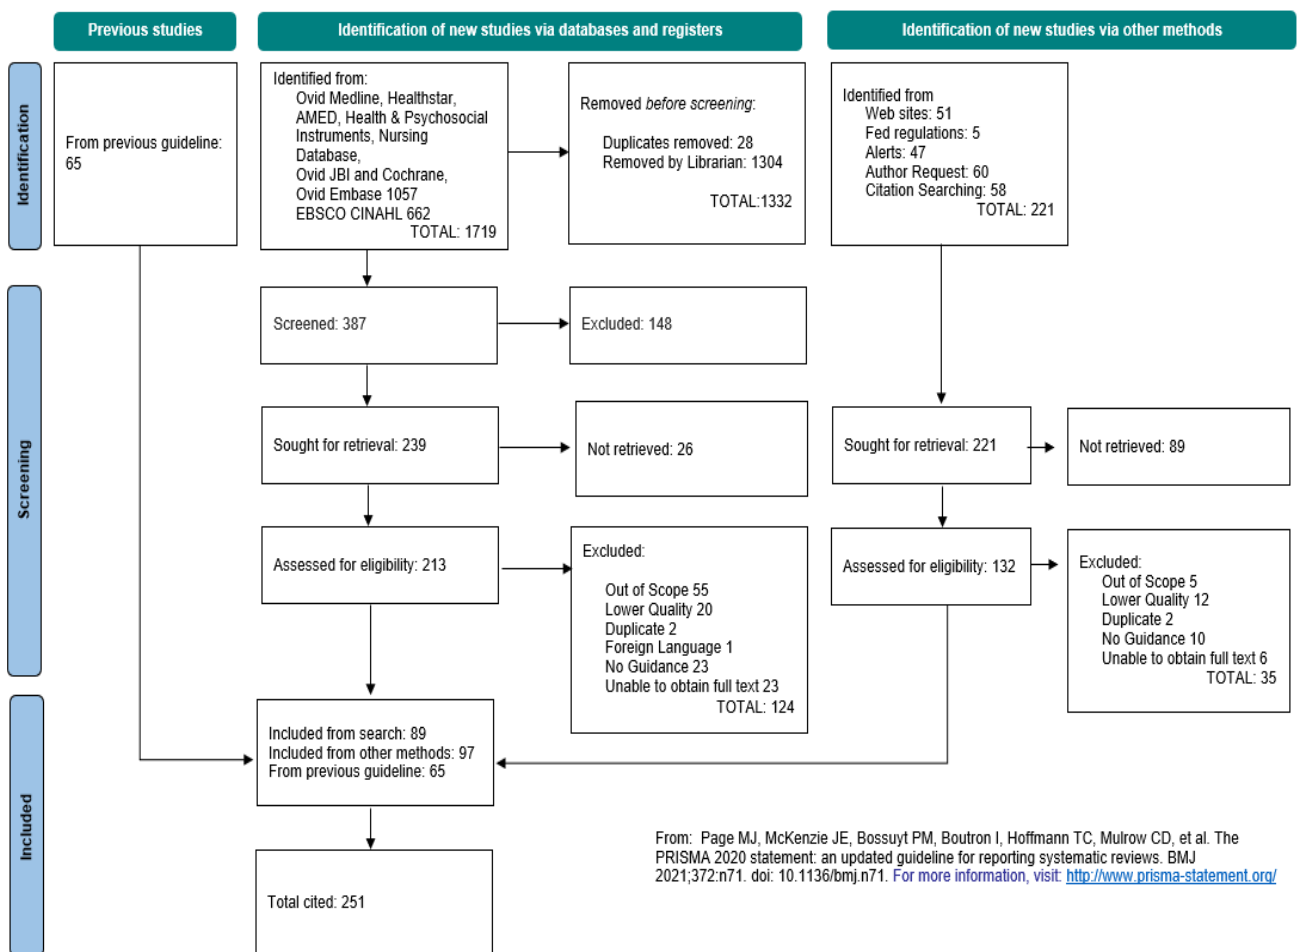 Previous studies
Identification of new studies via databases and registers
Identification of new studies via other methods
Identification
From previous guideline:
65
Identified from:
Ovid Medline, Healthstar,
AMED, Health & Psychosocial
Instruments, Nursing
Database,
Ovid JBI and Cochrane,
Ovid Embase 1057
EBSCO CINAHL 662
TOTAL: 1719
Removed before screening:
Duplicates removed: 28
Removed by Librarian: 1304
TOTAL:1332
Identified from
Web sites: 51
Fed regulations: 5
Alerts: 47
Author Request: 60
Citation Searching: 58
TOTAL: 221
Screening
Screened: 387
Excluded: 148
Sought for retrieval: 239
Not retrieved: 26
Sought for retrieval: 221
Not retrieved: 89
Assessed for eligibility: 213
Excluded:
Out of Scope 55
Lower Quality 20
Duplicate 2
Foreign Language 1
No Guidance 23
Unable to obtain full text 23
TOTAL: 124
Assessed for eligibility: 132
Excluded:
Out of Scope 5
Lower Quality 12
Duplicate 2
No Guidance 10
Unable to obtain full text 6
TOTAL: 35
Included
Included from search: 89
Included from other methods: 97
From previous guideline: 65
Total cited: 251
From: Page MJ, McKenzie JE, Bossuyt PM, Boutron I, Hoffmann TC, Mulrow CD, et al. The
PRISMA 2020 statement: an updated guideline for reporting systematic reviews. BMJ
2021;372:n71. doi: 10.1136/bmj.n71. For more information, visit: http://www.prisma-statement.org/